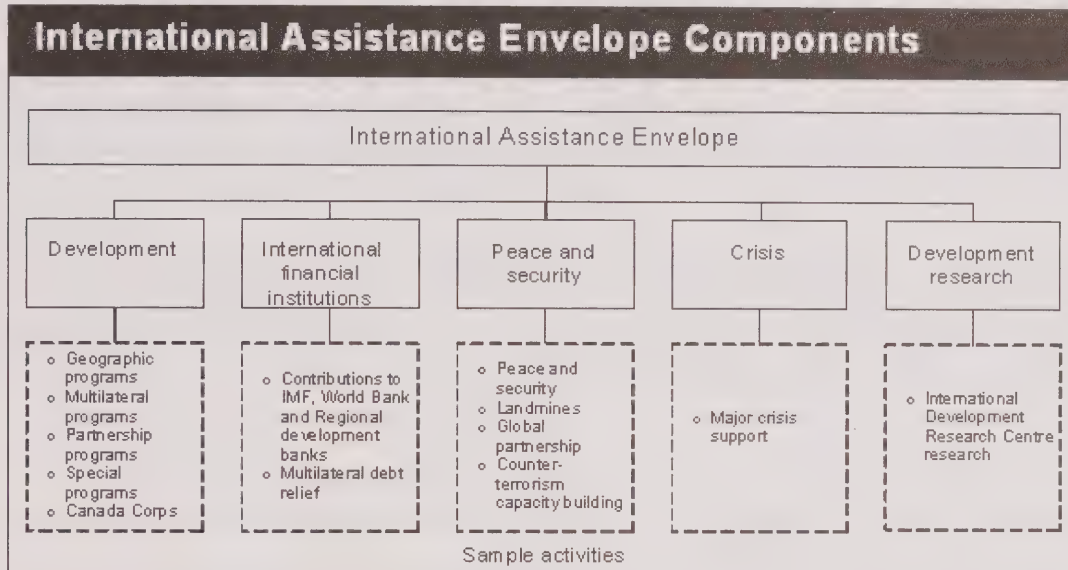 International Assistance Envelope Components
International Assistance Envelope
Development
International
financial
institutions
Peace and
security
Crisis
Development
research
o Geographic
programs
o Multilateral
programs
o Partnership
programs
o Special
programs
o Canada Corps
o Contributions to
IMF, World Bank
and Regional
development
banks
o Multilateral debt
relief
o Peace and
security
o Landmines
o Global
partnership
o Counter-
terrorism
capacity building
o Major crisis
support
o International
Development
Research Centre
research
Sample activities